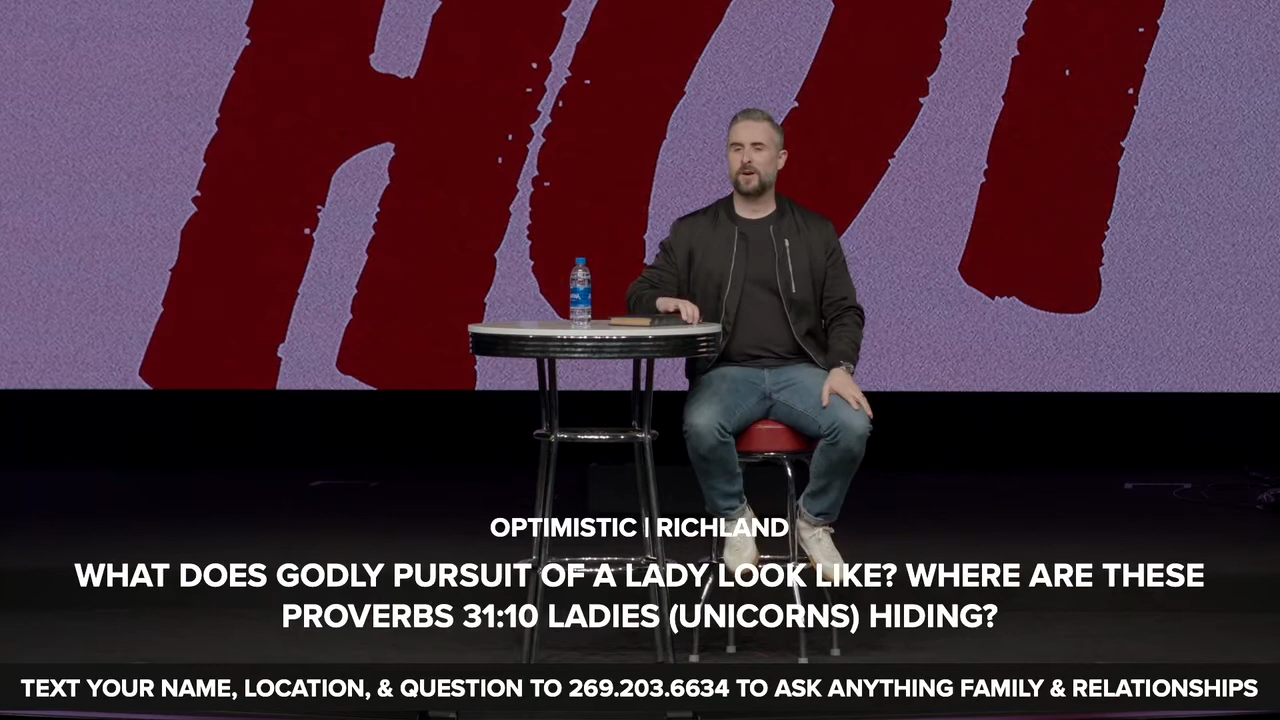 HOT
OPTIMISTIC | RICHLAND
WHAT DOES GODLY PURSUIT OF A LADY LOOK LIKE? WHERE ARE THESE
PROVERBS 31:10 LADIES (UNICORNS) HIDING?
TEXT YOUR NAME, LOCATION, & QUESTION TO 269.203.6634 TO ASK ANYTHING FAMILY & RELATIONSHIPS